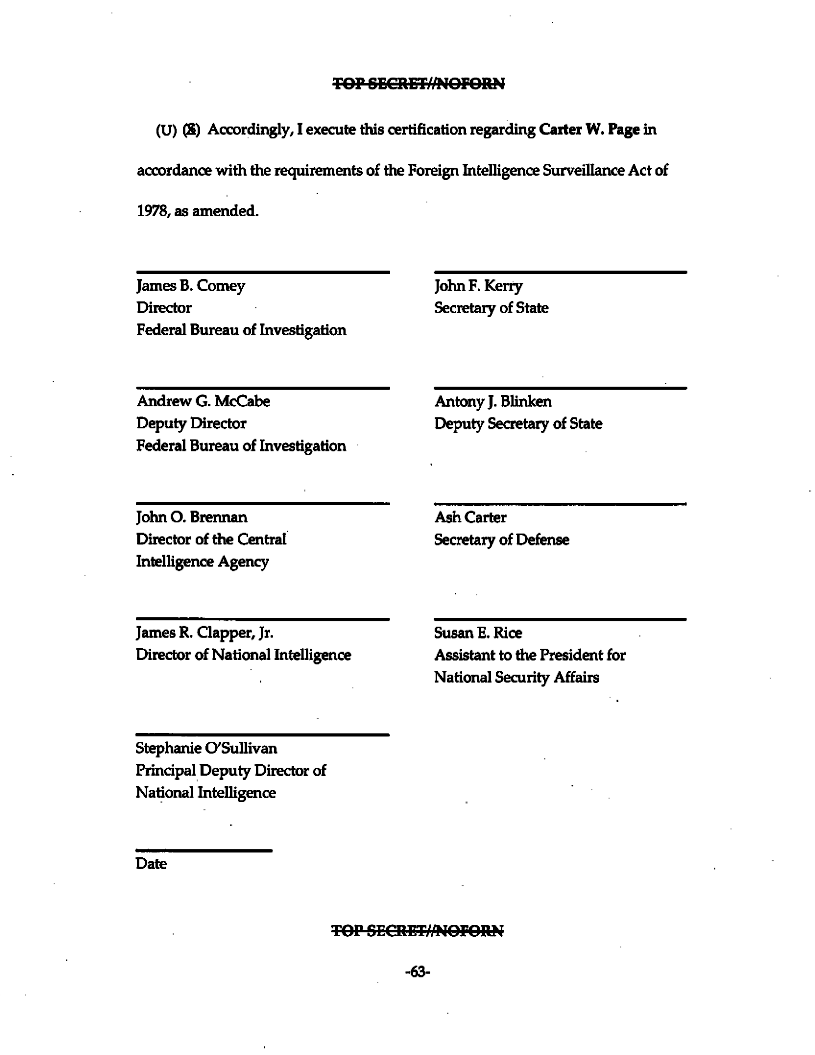 TOP SECRET//NOFORN
(U) (S) Accordingly, I execute this certification regarding Carter W. Page in
accordance with the requirements of the Foreign Intelligence Surveillance Act of
1978, as amended.
James B. Comey
Director
Federal Bureau of Investigation
John F. Kerry
Secretary of State
Andrew G. McCabe
Deputy Director
Federal Bureau of Investigation
Antony J. Blinken
Deputy Secretary of State
John O. Brennan
Director of the Central
Intelligence Agency
Ash Carter
Secretary of Defense
James R. Clapper, Jr.
Director of National Intelligence
Susan E. Rice
Assistant to the President for
National Security Affairs
Stephanie O'Sullivan
Principal Deputy Director of
National Intelligence
Date
TOP SECRET//NOFORN
-63-